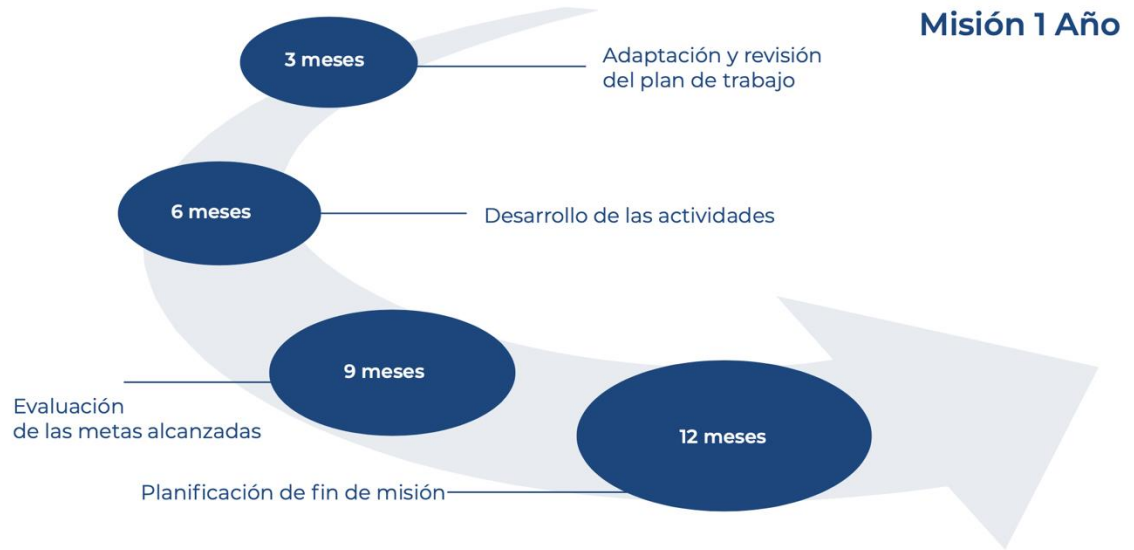 Misión 1 Año
3 meses
Adaptación y revisión
del plan de trabajo
6 meses
Desarrollo de las actividades
9 meses
Evaluación
de las metas alcanzadas
12 meses
Planificación de fin de misión